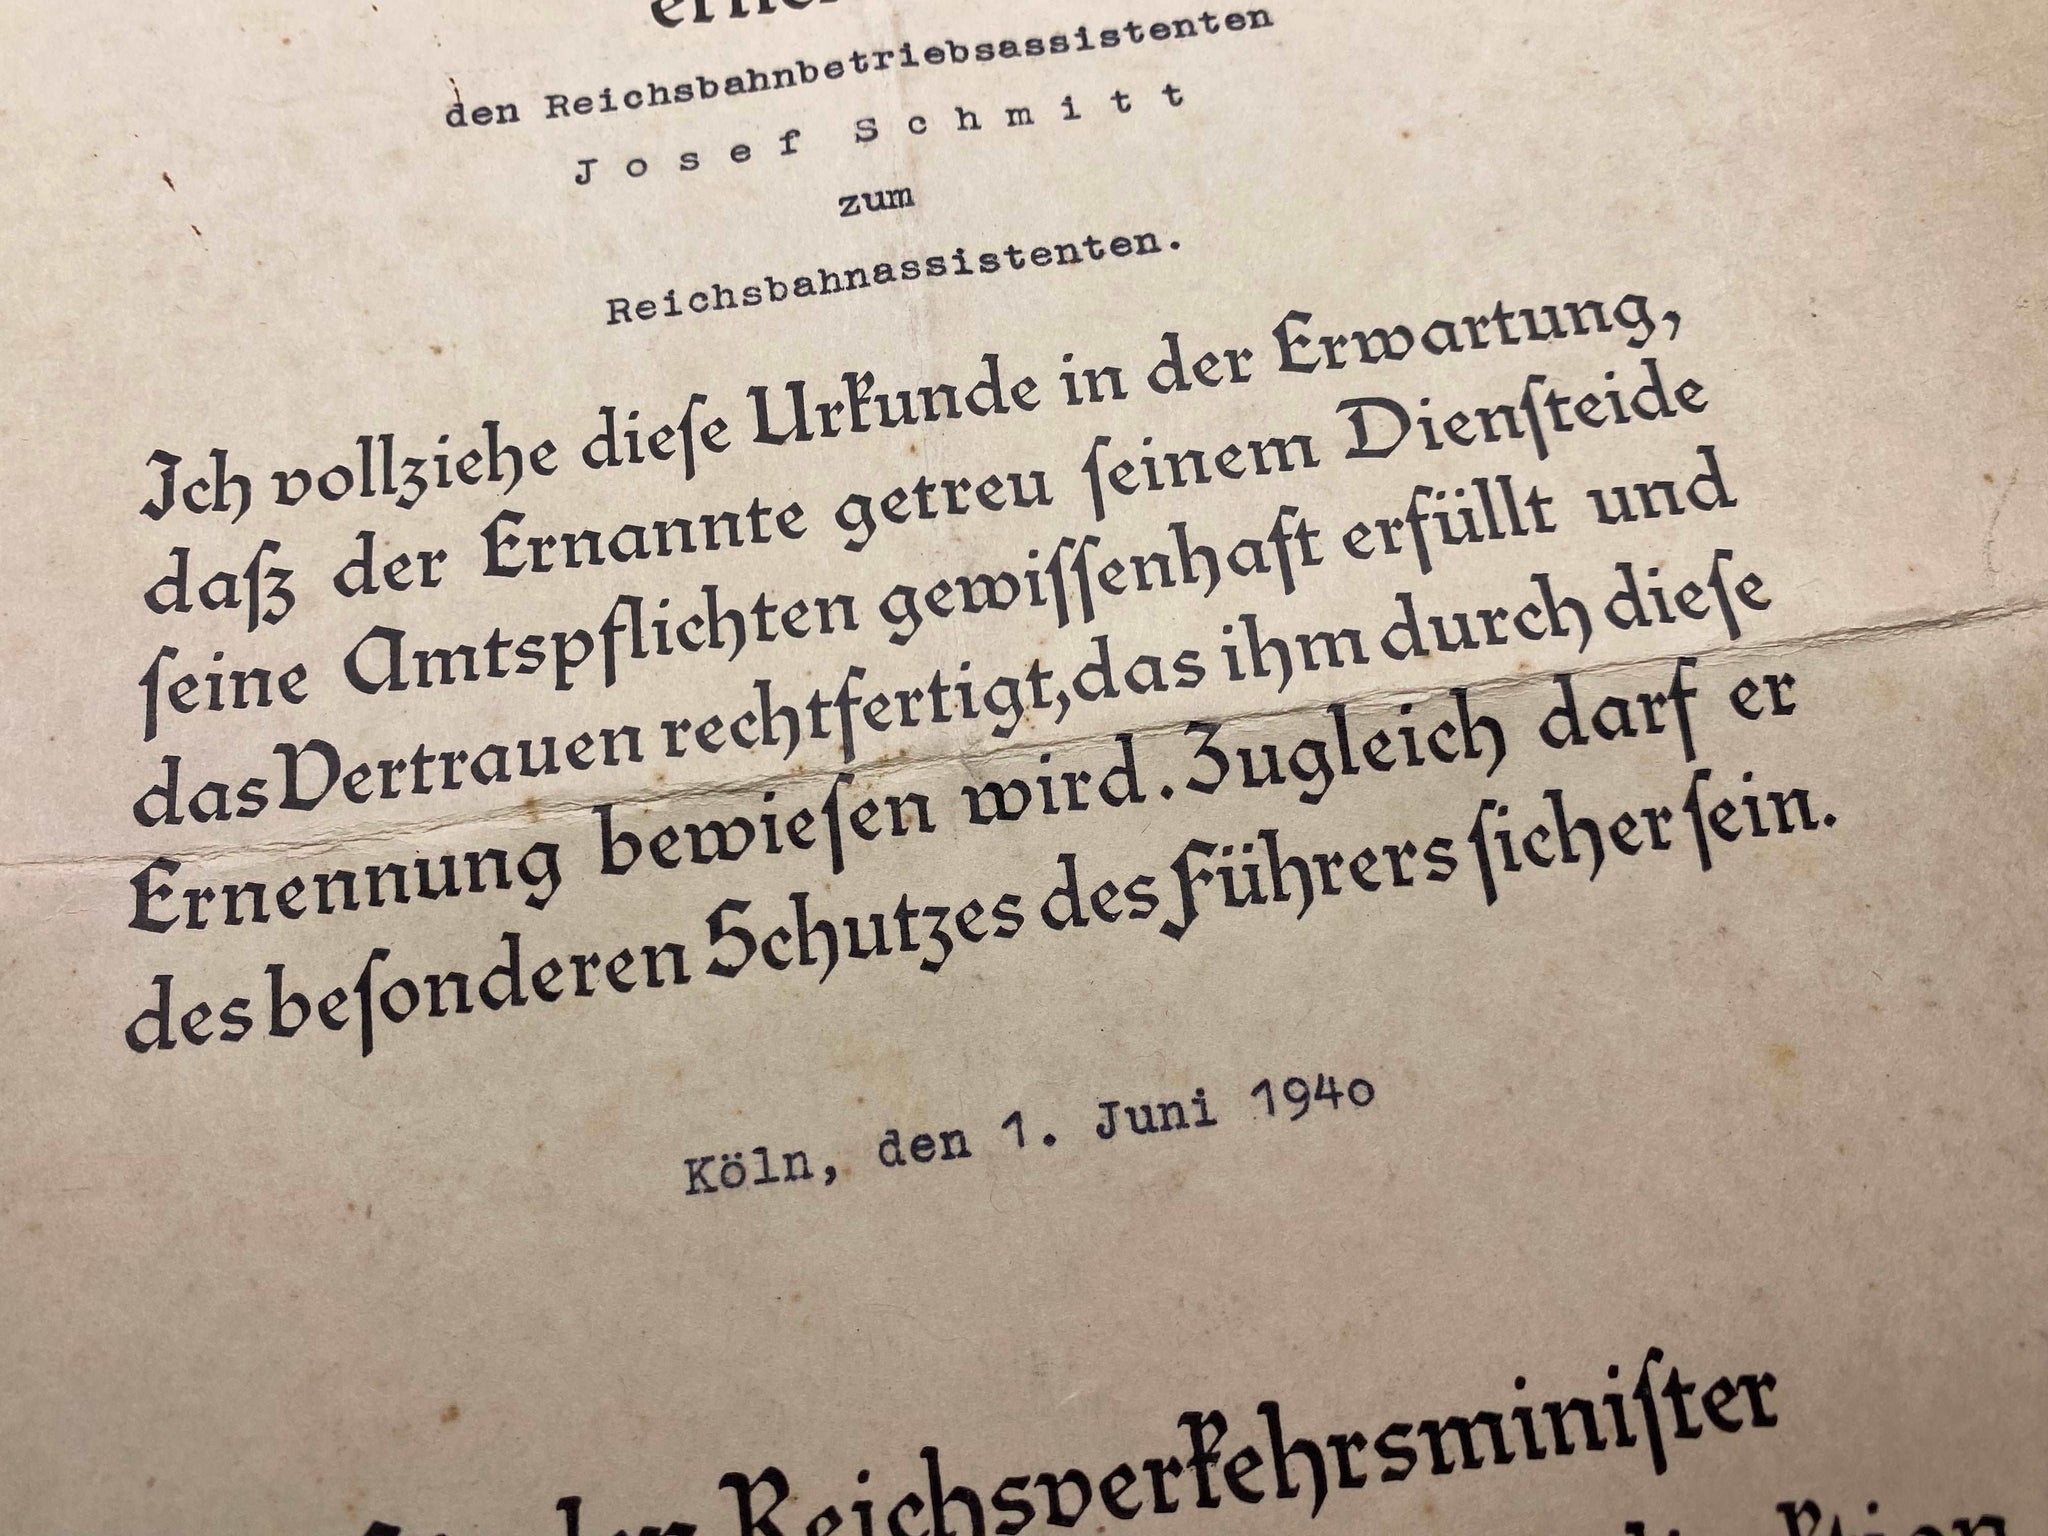 den Reichsbahnbetriebsassistenten
J o s e f  S c h m i t t
zum
Reichsbahnassistenten.
Ich vollziehe dieſe Urkunde in der Erwartung,
daß der Ernannte getreu ſeinem Dienſteide
ſeine Amtspflichten gewiſſenhaft erfüllt und
das Vertrauen rechtfertigt, das ihm durch dieſe
Ernennung bewieſen wird. Zugleich darf er
des beſonderen Schutzes des Führers ſicher ſein.
Köln, den 1. Juni 1940
Reichsverkehrsminiſter